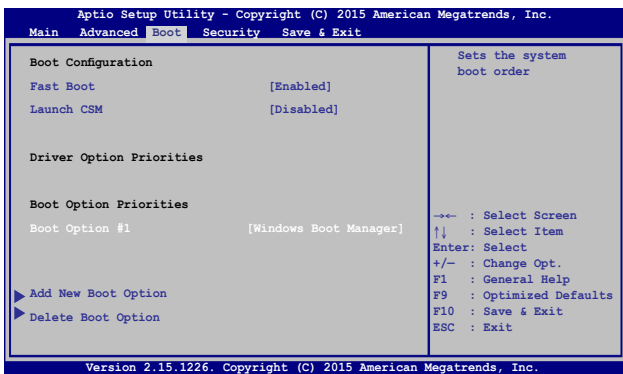 Aptio Setup Utility - Copyright (C) 2015 American Megatrends, Inc.
Main Advanced Boot Security Save & Exit
Boot Configuration
Fast Boot [Enabled]
Launch CSM [Disabled]
Driver Option Priorities
Boot Option Priorities
Boot Option #1 [Windows Boot Manager]
Add New Boot Option
Delete Boot Option
Sets the system
boot order
→← : Select Screen
↑↓ : Select Item
Enter: Select
+/— : Change Opt.
F1 : General Help
F9 : Optimized Defaults
F10 : Save & Exit
ESC : Exit
Version 2.15.1226. Copyright (C) 2015 American Megatrends, Inc.